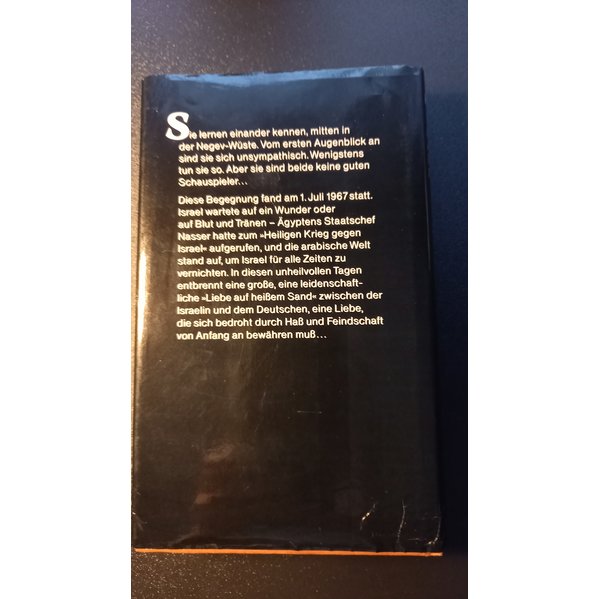 Sie lernen einander kennen, mitten in
der Negev-Wüste. Vom ersten Augenblick an
sind sie sich unsympathisch. Wenigstens
tun sie so. Aber sie sind beide keine guten
Schauspieler...
Diese Begegnung fand am 1. Juli 1967 statt.
Israel wartete auf ein Wunder oder
auf Blut und Tränen – Ägyptens Staatschef
Nasser hatte zum »Heiligen Krieg gegen
Israel« aufgerufen, und die arabische Welt
stand auf, um Israel für alle Zeiten zu
vernichten. In diesen unheilvollen Tagen
entbrennt eine große, eine leidenschaft-
liche »Liebe auf heißem Sand« zwischen der
Israelin und dem Deutschen, eine Liebe,
die sich bedroht durch Haß und Feindschaft
von Anfang an bewähren muß...